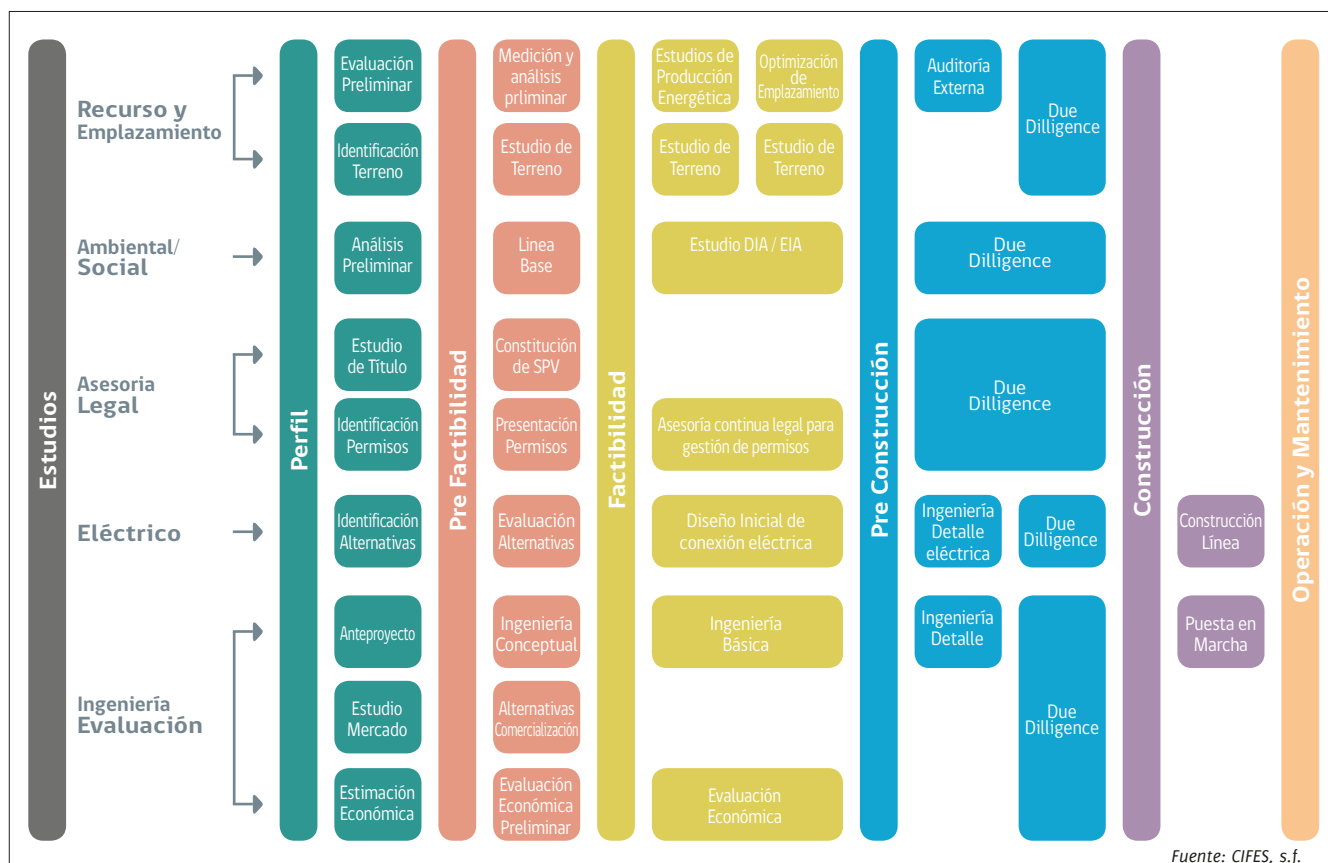 Estudios
Recurso y
Emplazamiento
Ambiental/
Social
Asesoria
Legal
Eléctrico
Ingeniería
Evaluación
Perfil
Evaluación
Preliminar
Identificación
Terreno
Análisis
Preliminar
Estudio
de Título
Identificación
Permisos
Identificación
Alternativas
Anteproyecto
Estudio
Mercado
Estimación
Económica
Pre Factibilidad
Medición y
análisis
prliminar
Estudio de
Terreno
Linea
Base
Constitución
de SPV
Presentación
Permisos
Evaluación
Alternativas
Ingeniería
Conceptual
Alternativas
Comercialización
Evaluación
Económica
Preliminar
Factibilidad
Estudios de
Producción
Energética
Optimización
de
Emplazamiento
Estudio de
Terreno
Estudio de
Terreno
Estudio DIA / EIA
Asesoría continua legal para
gestión de permisos
Diseño Inicial de
conexión eléctrica
Ingeniería
Básica
Evaluación
Económica
Pre Construcción
Auditoría
Externa
Due
Dilligence
Due
Dilligence
Due
Dilligence
Ingeniería
Detalle
eléctrica
Due
Dilligence
Ingeniería
Detalle
Due
Dilligence
Construcción
Construcción
Línea
Puesta en
Marcha
Operación y Mantenimiento
Fuente: CIFES, s.f.